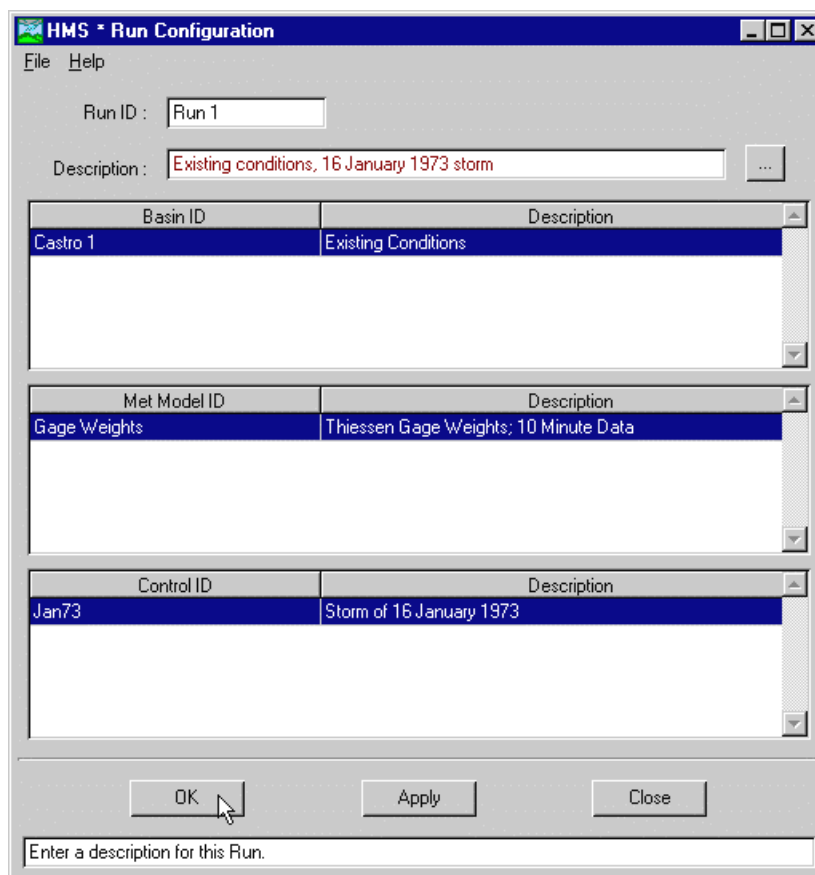 HMS * Run Configuration
File Help
Run ID : Run 1
Description : Existing conditions, 16 January 1973 storm ...
Basin ID Description
Castro 1 Existing Conditions
Met Model ID Description
Gage Weights Thiessen Gage Weights; 10 Minute Data
Control ID Description
Jan73 Storm of 16 January 1973
OK Apply Close
Enter a description for this Run.